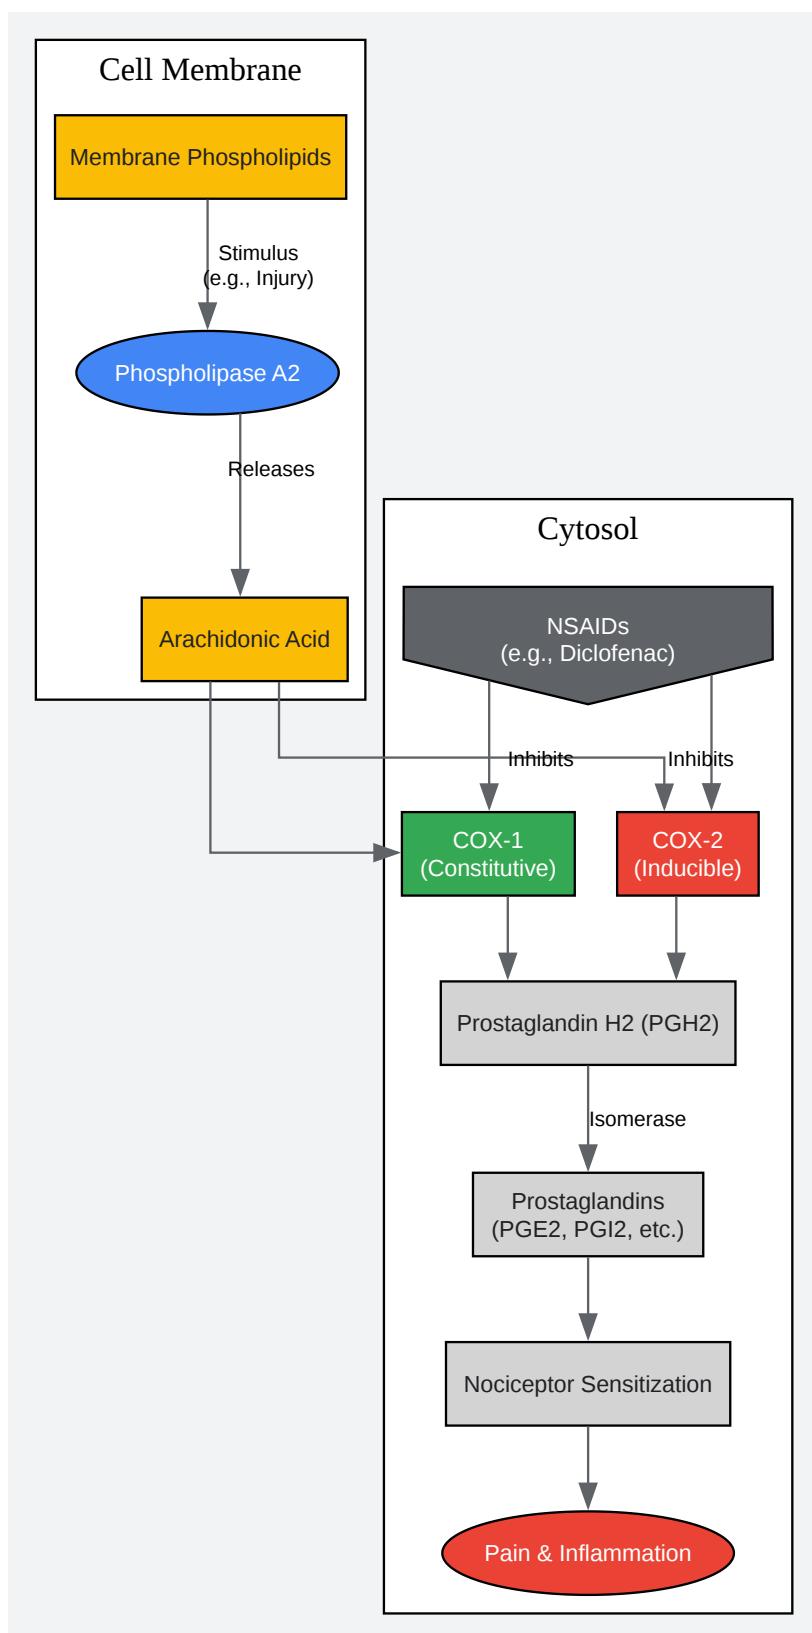 Cell Membrane
Membrane Phospholipids
Stimulus
(e.g., Injury)
Phospholipase A2
Releases
Arachidonic Acid
Cytosol
NSAIDs
(e.g., Diclofenac)
Inhibits
Inhibits
COX-1
(Constitutive)
COX-2
(Inducible)
Prostaglandin H2 (PGH2)
Isomerase
Prostaglandins
(PGE2, PGI2, etc.)
Nociceptor Sensitization
Pain & Inflammation